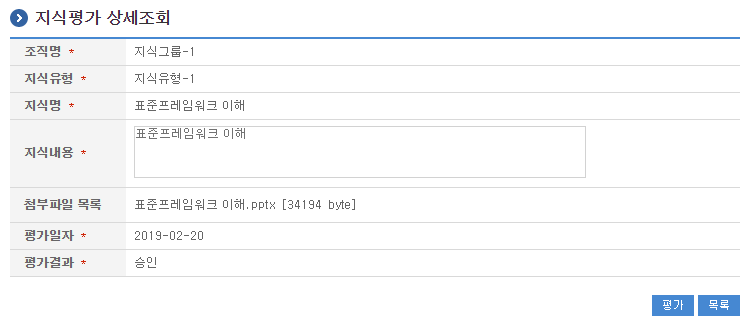 지식평가 상세조회
조직명 * 지식그룹-1
지식유형 * 지식유형-1
지식명 * 표준프레임워크 이해
지식내용 * 표준프레임워크 이해
첨부파일 목록 표준프레임워크 이해.pptx [34194 byte]
평가일자 * 2019-02-20
평가결과 * 승인
평가 목록